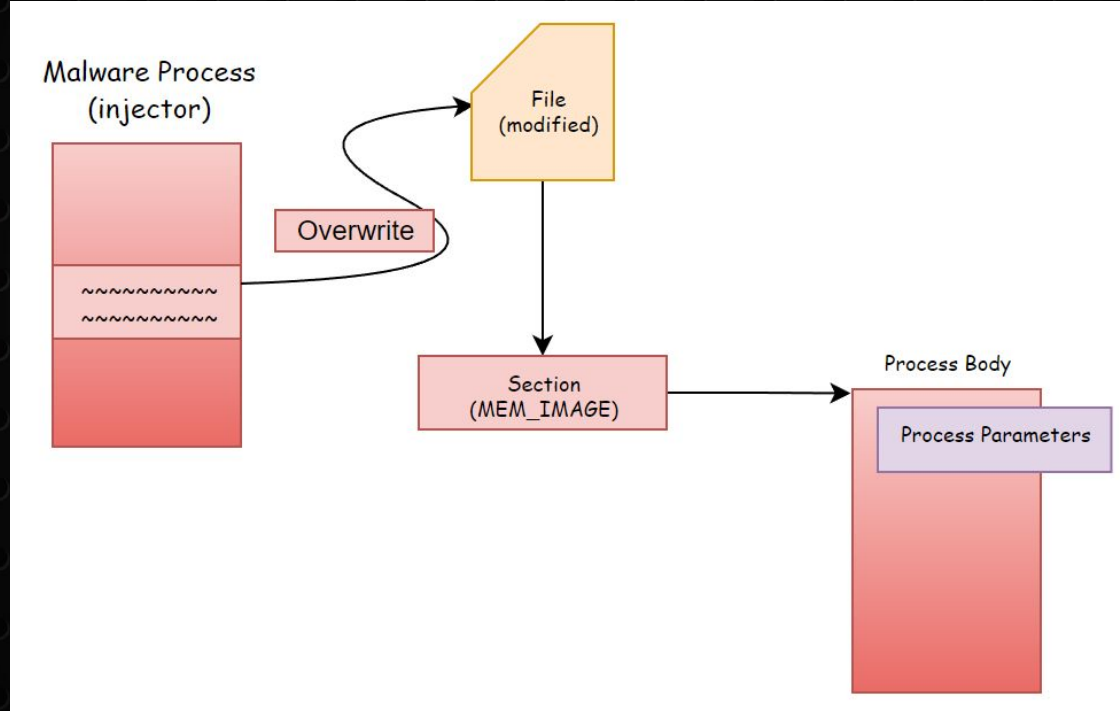 Malware Process
(injector)
~~~~~~~~~~
~~~~~~~~~~
Overwrite
File
(modified)
Section
(MEM_IMAGE)
Process Body
Process Parameters